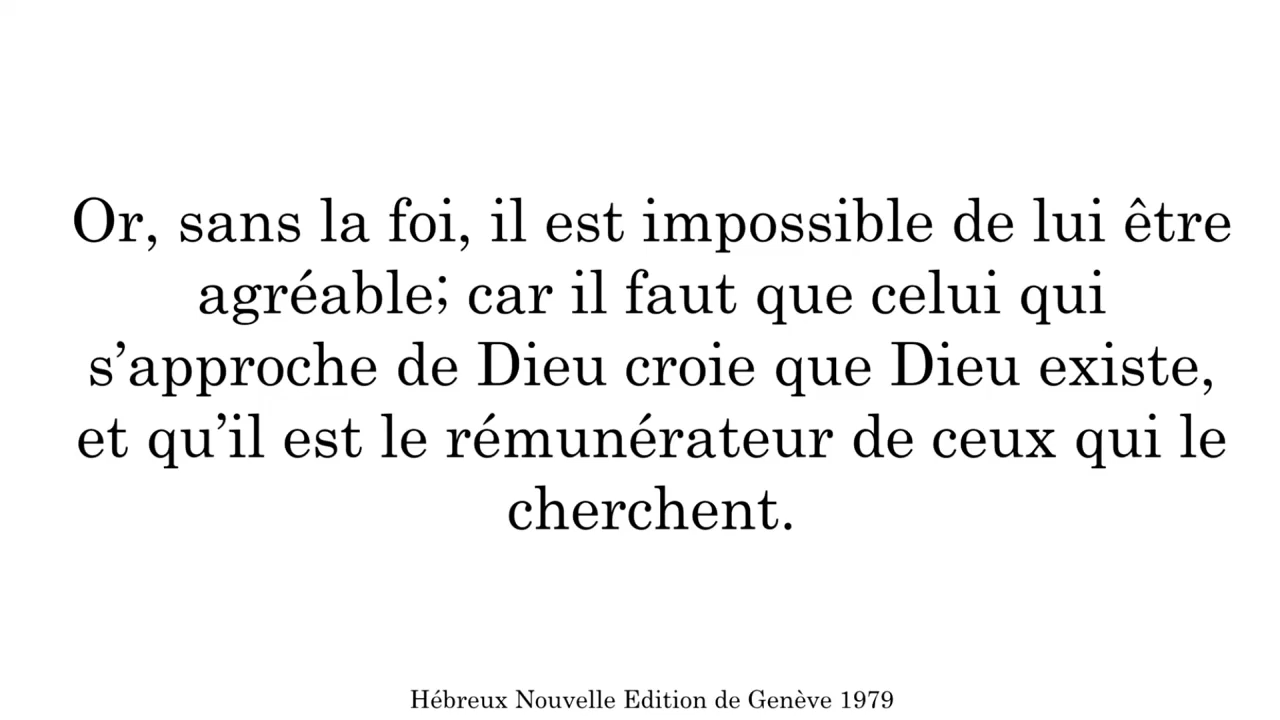 Or, sans la foi, il est impossible de lui être
agréable; car il faut que celui qui
s’approche de Dieu croie que Dieu existe,
et qu’il est le rémunérateur de ceux qui le
cherchent.
Hébreux Nouvelle Edition de Genève 1979